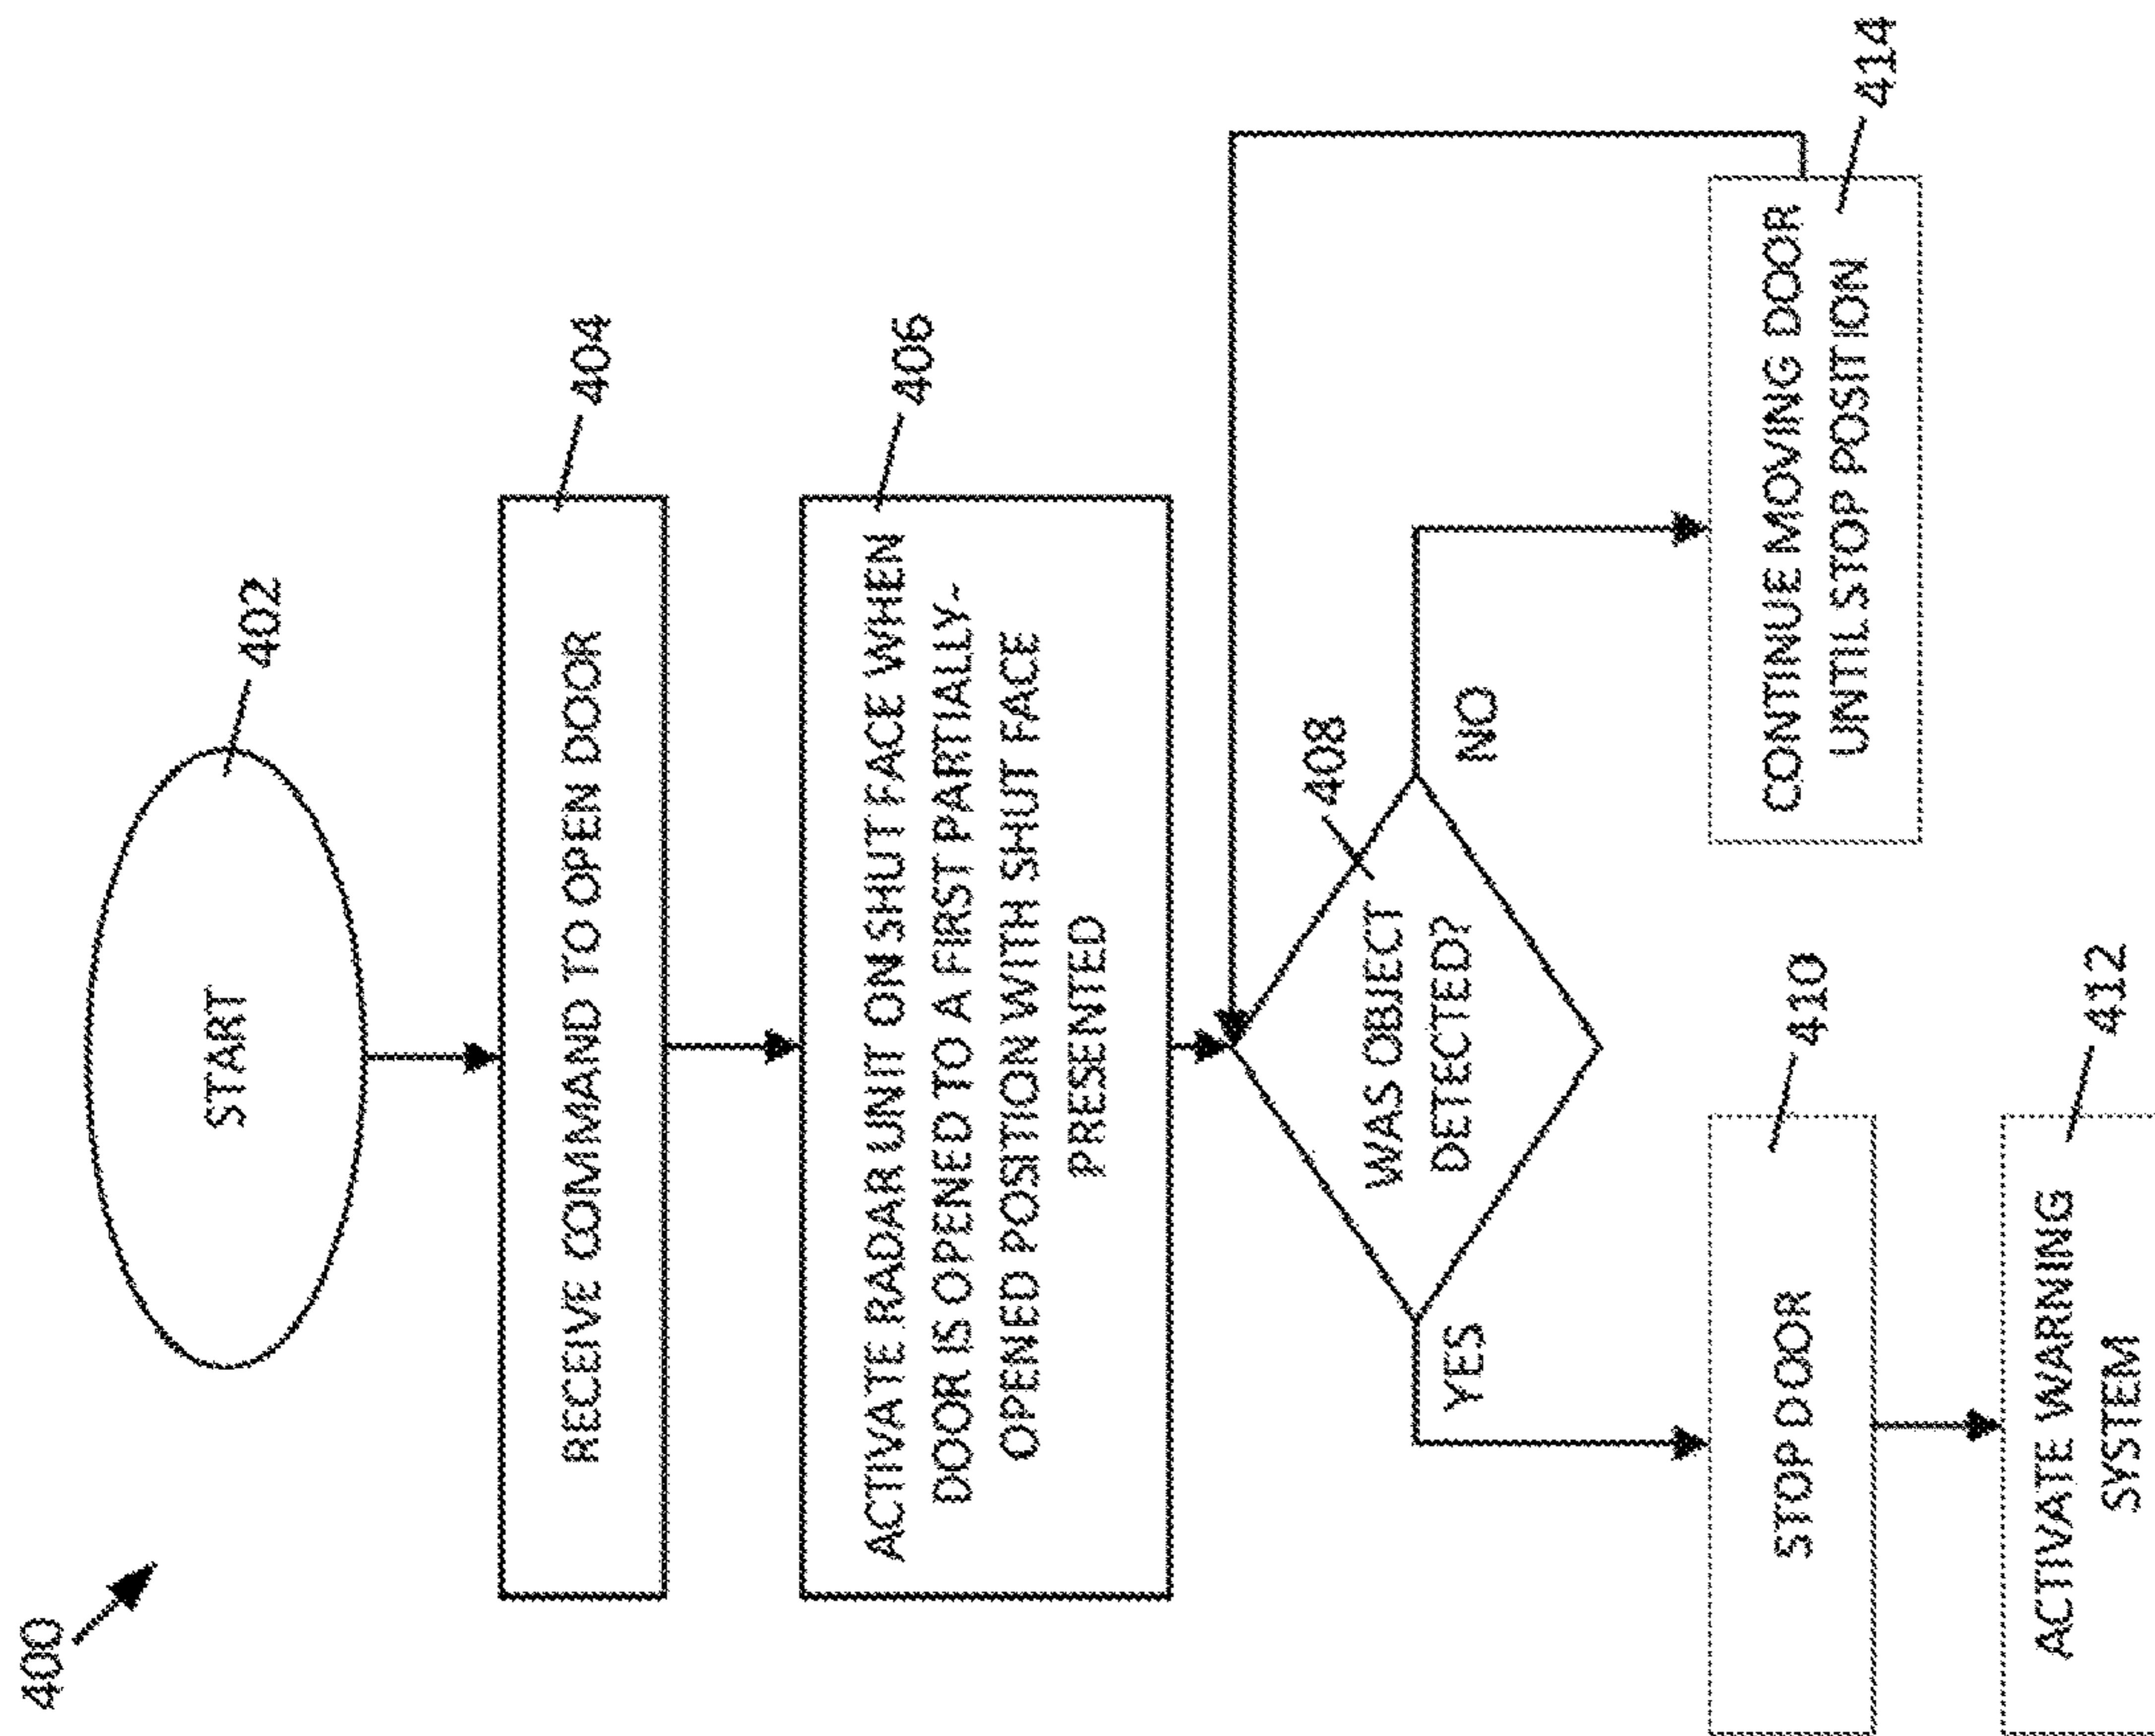 400
START
402
RECEIVE COMMAND TO OPEN DOOR
404
ACTIVATE RADAR UNIT ON SHUT FACE WHEN
DOOR IS OPENED TO A FIRST PARTIALLY-
OPENED POSITION WITH SHUT FACE
PRESENTED
406
WAS OBJECT
DETECTED?
408
YES
NO
STOP DOOR
410
CONTINUE MOVING DOOR
UNTIL STOP POSITION
414
ACTIVATE WARNING
SYSTEM
412